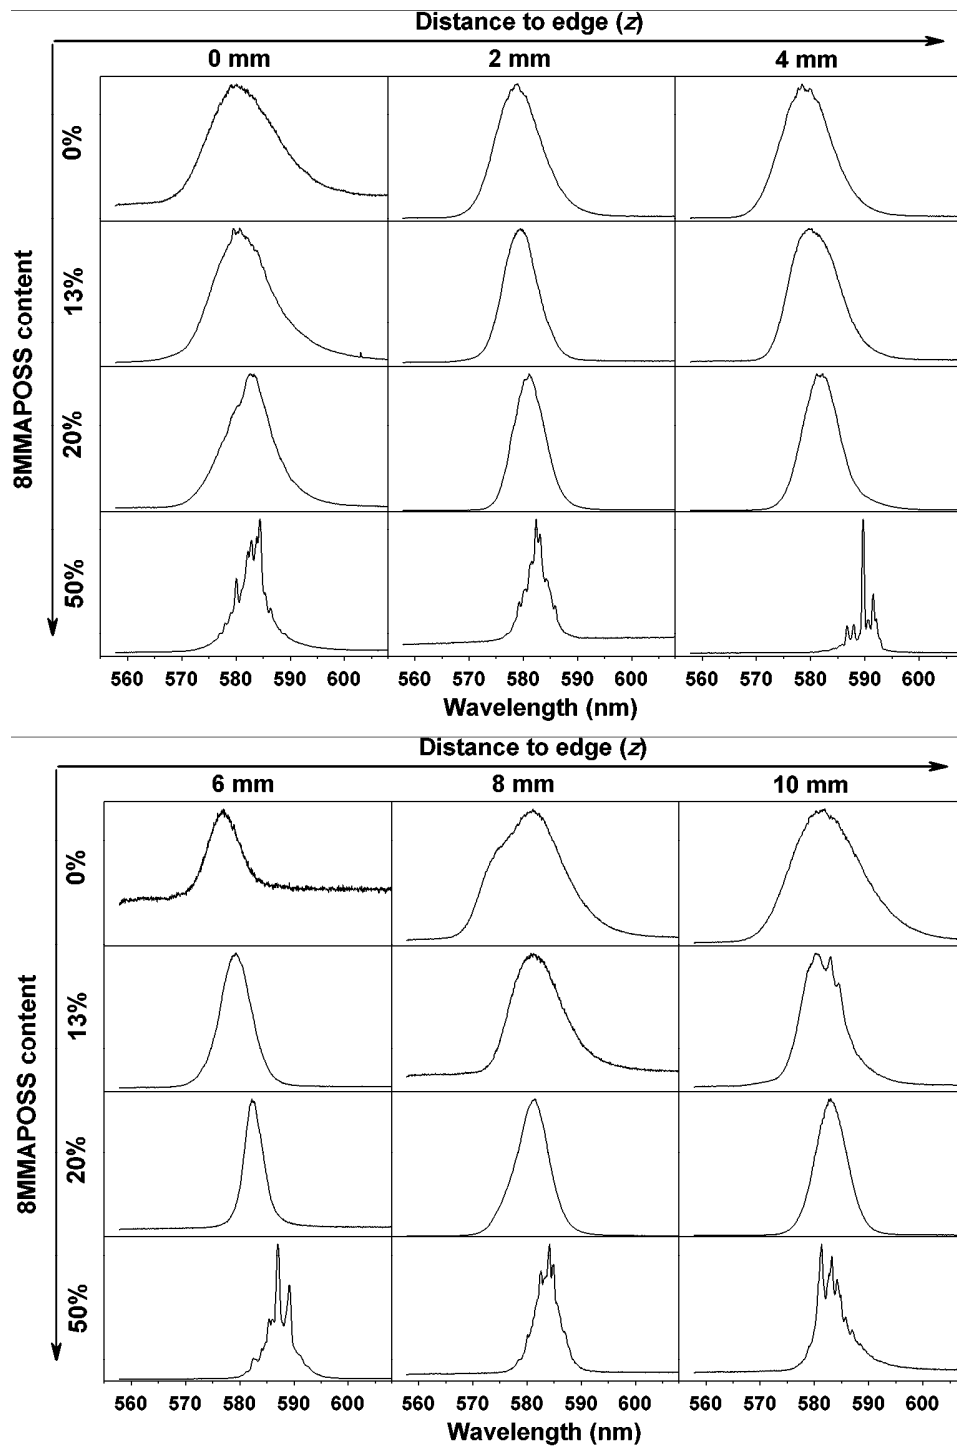 Distance to edge (z)
0 mm 2 mm 4 mm
8MMAPOSS content
0%
13%
20%
50%
560 570 580 590 600 560 570 580 590 600 560 570 580 590 600
Wavelength (nm)
Distance to edge (z)
6 mm 8 mm 10 mm
8MMAPOSS content
0%
13%
20%
50%
560 570 580 590 600 560 570 580 590 600 560 570 580 590 600
Wavelength (nm)